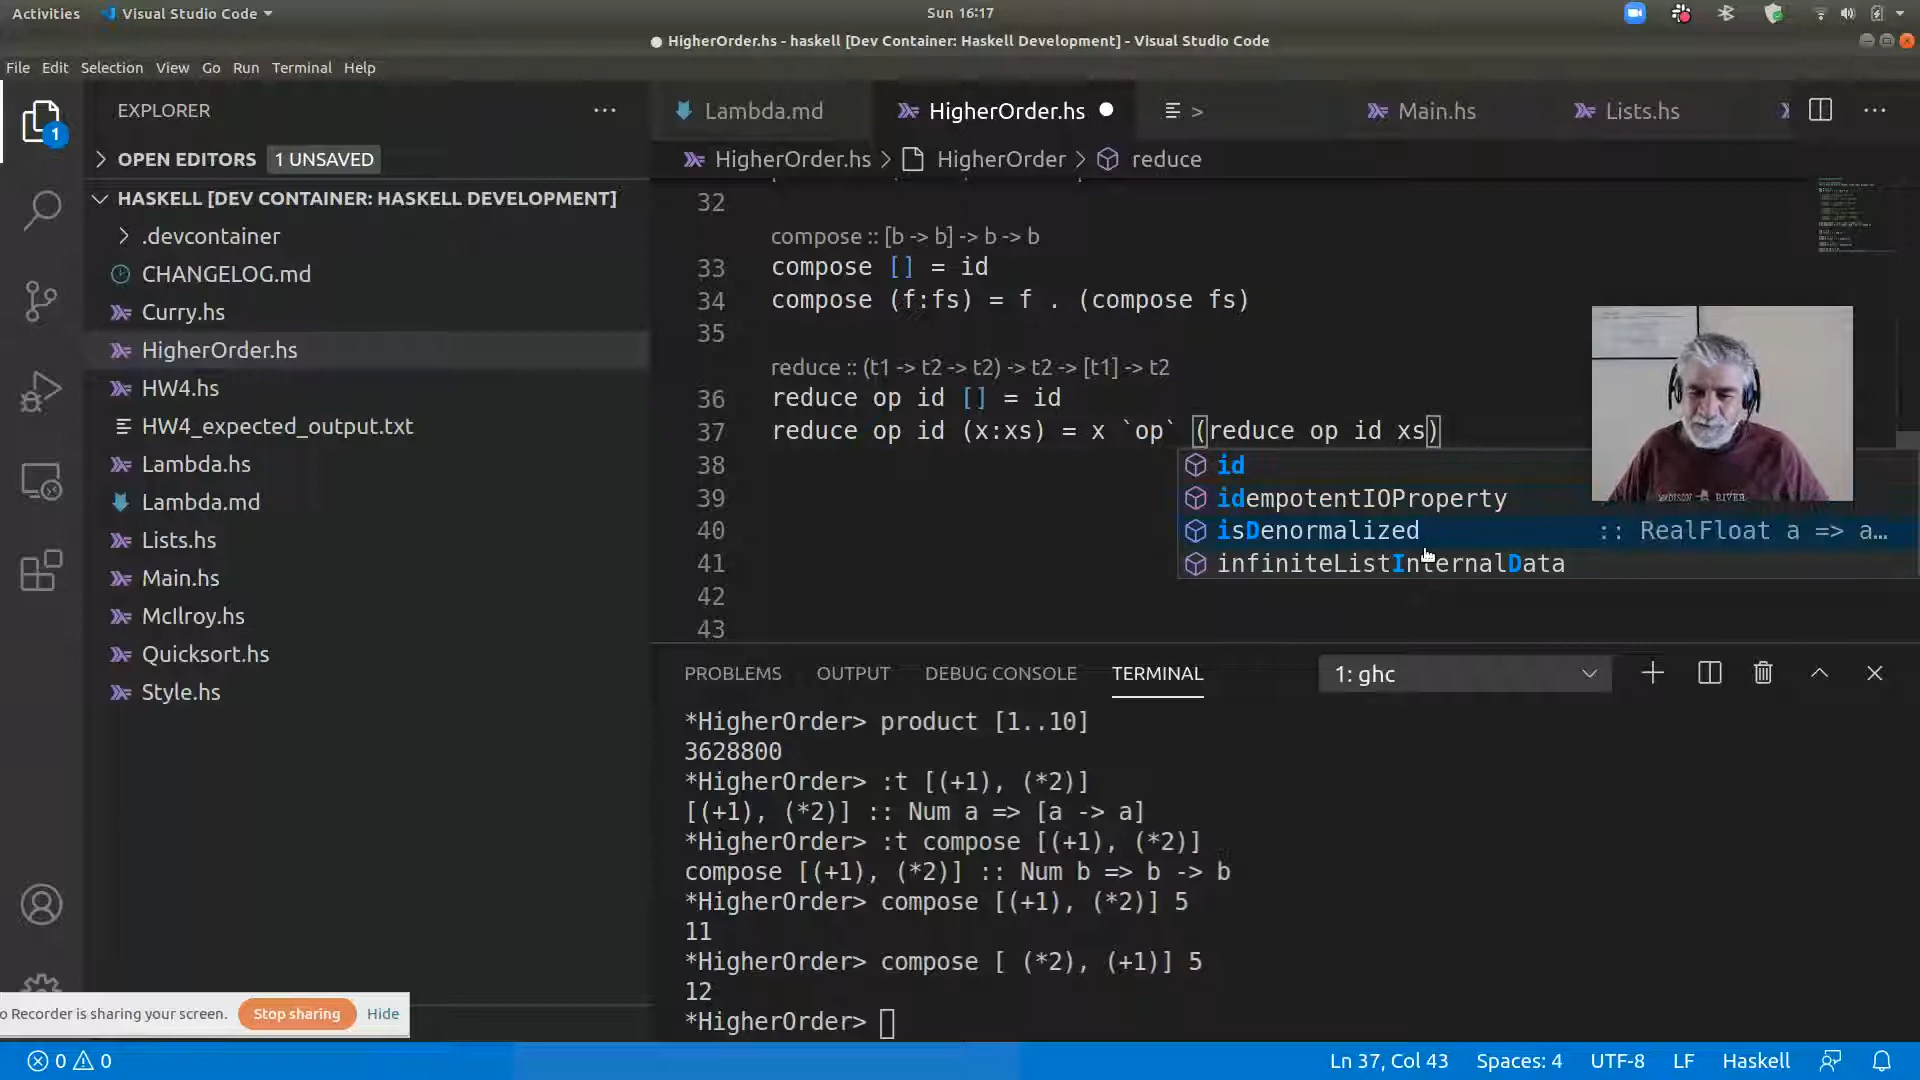 Activities
Visual Studio Code
Sun 16:17
HigherOrder.hs - haskell [Dev Container: Haskell Development] - Visual Studio Code
File Edit Selection View Go Run Terminal Help
EXPLORER
1
OPEN EDITORS 1 UNSAVED
HASKELL [DEV CONTAINER: HASKELL DEVELOPMENT]
.devcontainer
CHANGELOG.md
Curry.hs
HigherOrder.hs
HW4.hs
HW4_expected_output.txt
Lambda.hs
Lambda.md
Lists.hs
Main.hs
McIlroy.hs
Quicksort.hs
Style.hs
Lambda.md
HigherOrder.hs
>
Main.hs
Lists.hs
HigherOrder.hs > HigherOrder > reduce
32
compose :: [b -> b] -> b -> b
33 compose [] = id
34 compose (f:fs) = f . (compose fs)
35
reduce :: (t1 -> t2 -> t2) -> t2 -> [t1] -> t2
36 reduce op id [] = id
37 reduce op id (x:xs) = x `op` (reduce op id xs)
38
39
40
41
42
43
id
idempotentIOProperty
isDenormalized :: RealFloat a => a…
infiniteListInternalData
MADISON RIVER
PROBLEMS OUTPUT DEBUG CONSOLE TERMINAL
1: ghc
*HigherOrder> product [1..10]
3628800
*HigherOrder> :t [(+1), (*2)]
[(+1), (*2)] :: Num a => [a -> a]
*HigherOrder> :t compose [(+1), (*2)]
compose [(+1), (*2)] :: Num b => b -> b
*HigherOrder> compose [(+1), (*2)] 5
11
*HigherOrder> compose [ (*2), (+1)] 5
12
*HigherOrder>
o Recorder is sharing your screen. Stop sharing Hide
0 0
Ln 37, Col 43 Spaces: 4 UTF-8 LF Haskell